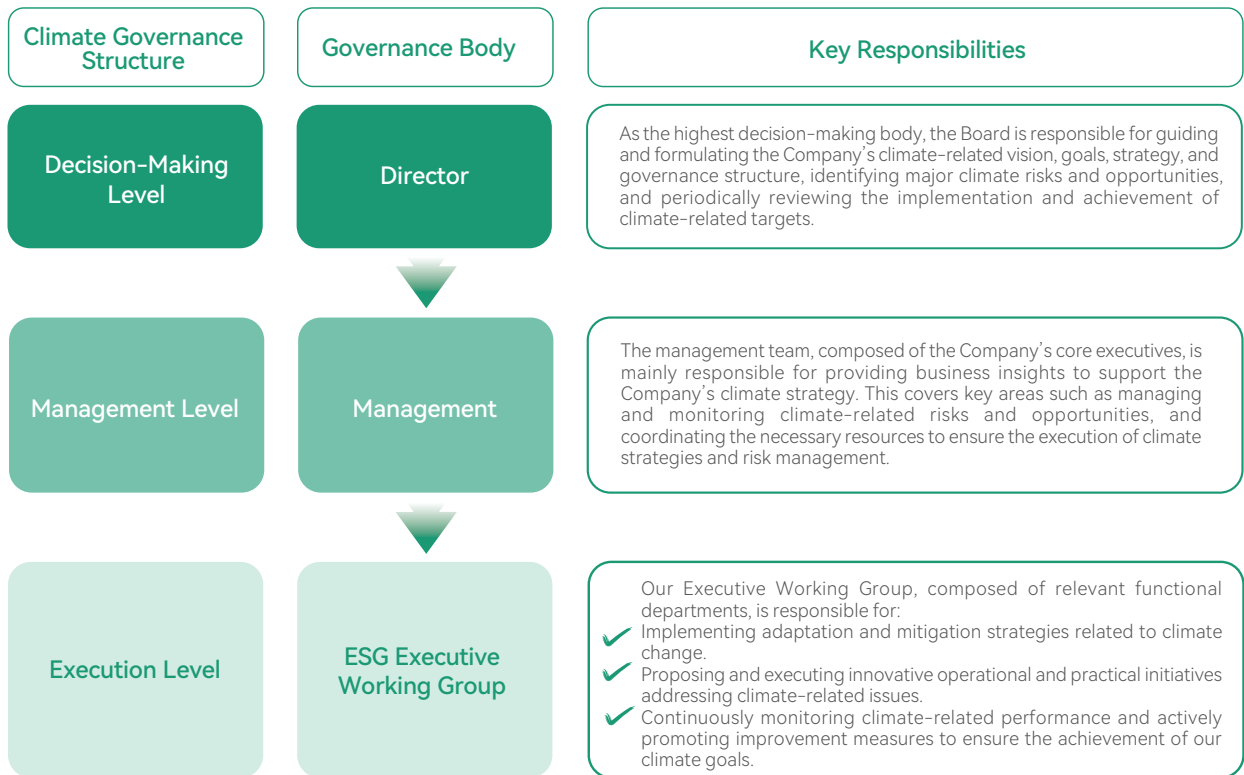 Climate Governance
Structure
Governance Body
Key Responsibilities
Decision-Making
Level
Director
As the highest decision-making body, the Board is responsible for guiding
and formulating the Company's climate-related vision, goals, strategy, and
governance structure, identifying major climate risks and opportunities,
and periodically reviewing the implementation and achievement of
climate-related targets.
Management Level
Management
The management team, composed of the Company's core executives, is
mainly responsible for providing business insights to support the
Company's climate strategy. This covers key areas such as managing
and monitoring climate-related risks and opportunities, and
coordinating the necessary resources to ensure the execution of climate
strategies and risk management.
Execution Level
ESG Executive
Working Group
Our Executive Working Group, composed of relevant functional
departments, is responsible for:
Implementing adaptation and mitigation strategies related to climate
change.
Proposing and executing innovative operational and practical initiatives
addressing climate-related issues.
Continuously monitoring climate-related performance and actively
promoting improvement measures to ensure the achievement of our
climate goals.